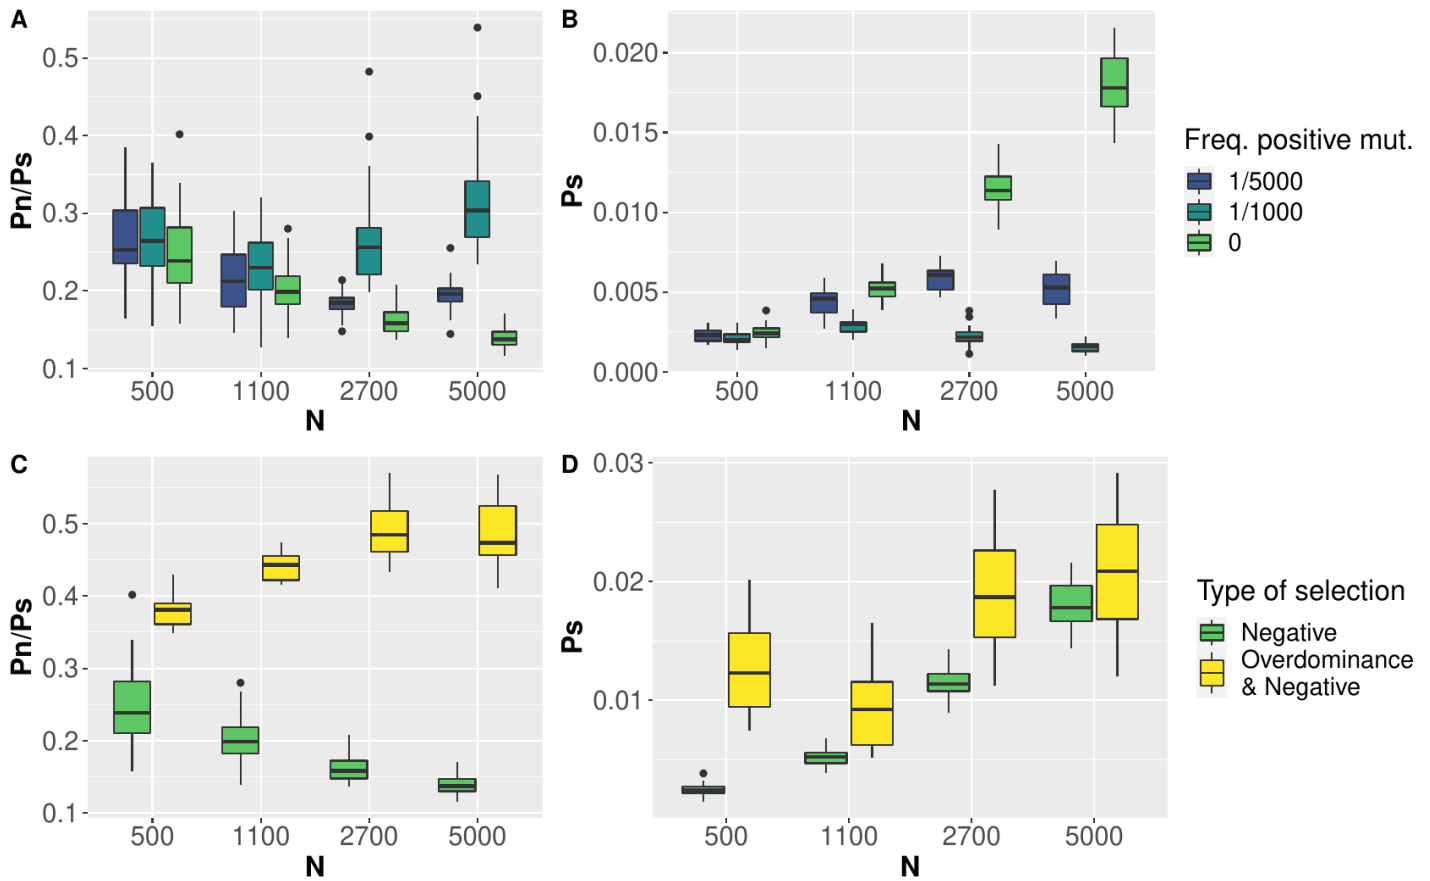 A
Pn/Ps
0.5
0.4
0.3
0.2
0.1
500 1100 2700 5000
N
B
Ps
0.020
0.015
0.010
0.005
0.000
500 1100 2700 5000
N
Freq. positive mut.
1/5000
1/1000
0
C
Pn/Ps
0.5
0.4
0.3
0.2
0.1
500 1100 2700 5000
N
D
Ps
0.03
0.02
0.01
500 1100 2700 5000
N
Type of selection
Negative
Overdominance
& Negative